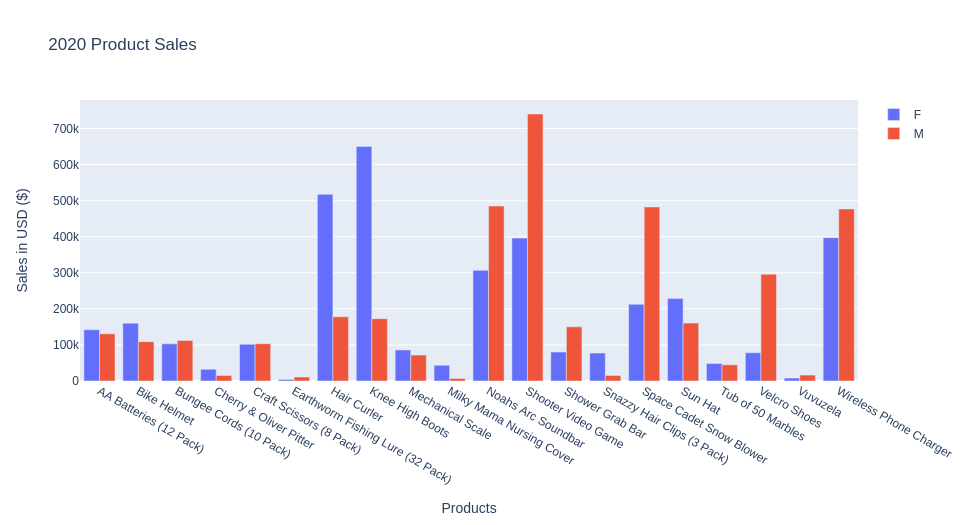 2020 Product Sales
F
M
Sales in USD ($)
700k
600k
500k
400k
300k
200k
100k
0
AA Batteries (12 Pack)
Bike Helmet
Bungee Cords (10 Pack)
Cherry & Oliver Pitter
Craft Scissors (8 Pack)
Earthworm Fishing Lure (32 Pack)
Hair Curler
Knee High Boots
Mechanical Scale
Milky Mama Nursing Cover
Noahs Arc Soundbar
Shooter Video Game
Shower Grab Bar
Snazzy Hair Clips (3 Pack)
Space Cadet Snow Blower
Sun Hat
Tub of 50 Marbles
Velcro Shoes
Vuvuzela
Wireless Phone Charger
Products